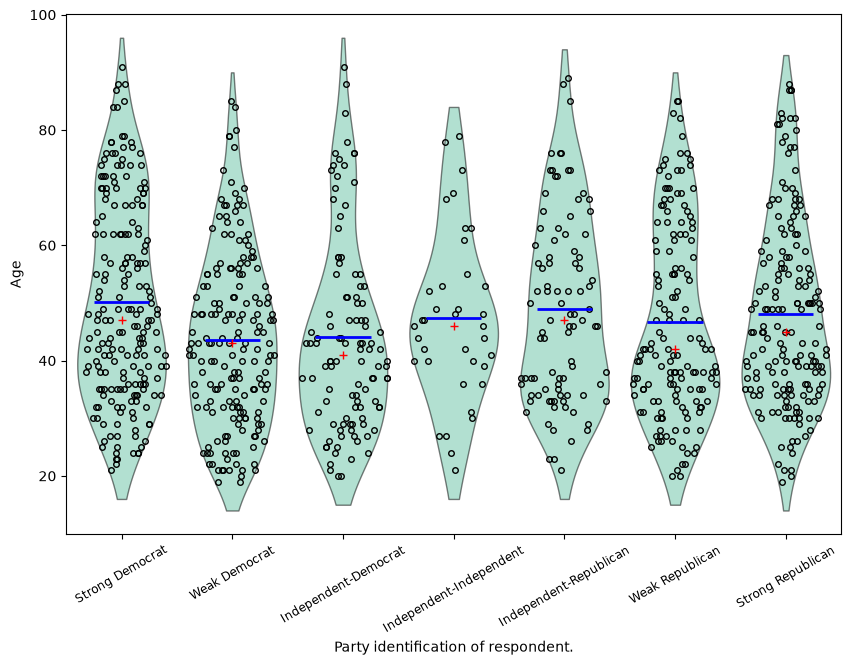 100
80
60
40
20
Age
Strong Democrat
Weak Democrat
Independent-Democrat
Independent-Independent
Independent-Republican
Weak Republican
Strong Republican
Party identification of respondent.